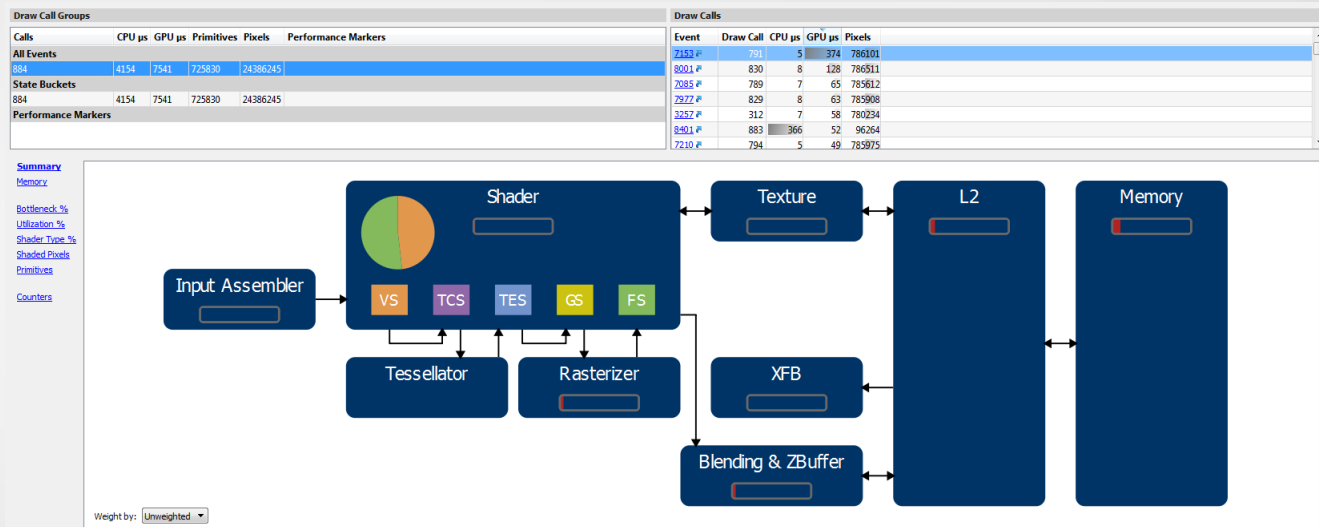 Draw Call Groups
Calls CPU µs GPU µs Primitives Pixels Performance Markers
All Events
884 4154 7541 725830 24386245
State Buckets
884 4154 7541 725830 24386245
Performance Markers
Draw Calls
Event Draw Call CPU µs GPU µs Pixels
7153 791 5 374 786101
8001 830 8 128 786511
7085 789 7 65 785612
7977 829 8 63 785908
3257 312 7 58 780234
8401 883 366 52 96264
7210 794 5 49 785975
Summary
Memory
Bottleneck %
Utilization %
Shader Type %
Shaded Pixels
Primitives
Counters
Input Assembler
Shader
VS TCS TES GS FS
Tessellator
Rasterizer
Texture
XFB
Blending & ZBuffer
L2
Memory
Weight by: Unweighted